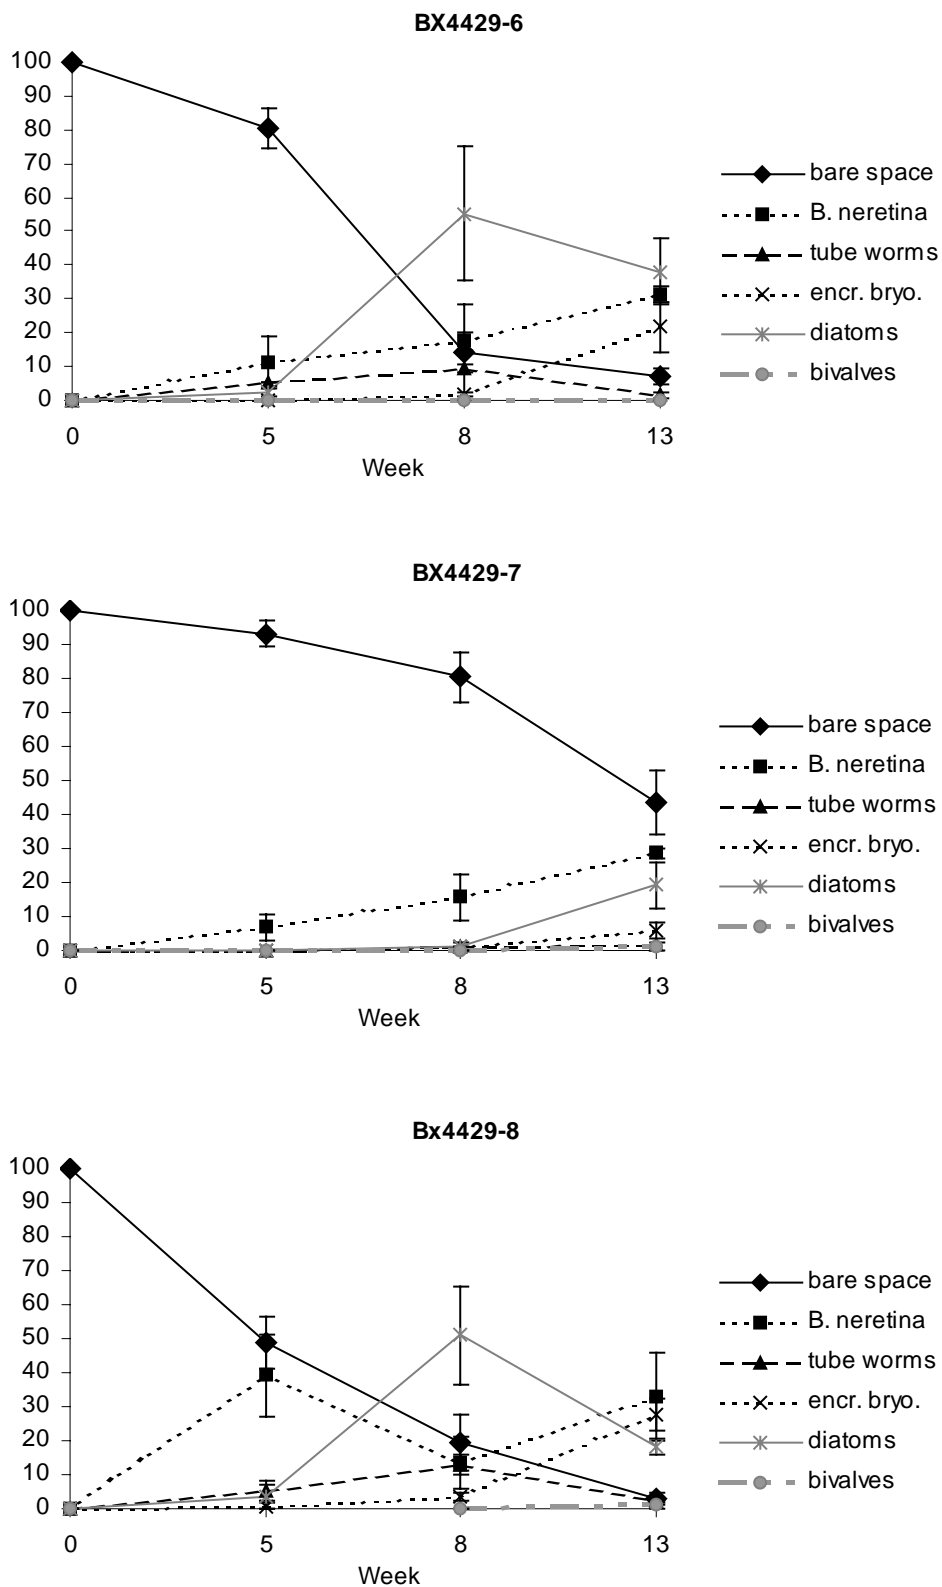 BX4429-6
100
90
80
70
60
50
40
30
20
10
0
0 5 8 13
Week
bare space
B. neretina
tube worms
encr. bryo.
diatoms
bivalves
BX4429-7
100
90
80
70
60
50
40
30
20
10
0
0 5 8 13
Week
bare space
B. neretina
tube worms
encr. bryo.
diatoms
bivalves
Bx4429-8
100
90
80
70
60
50
40
30
20
10
0
0 5 8 13
Week
bare space
B. neretina
tube worms
encr. bryo.
diatoms
bivalves